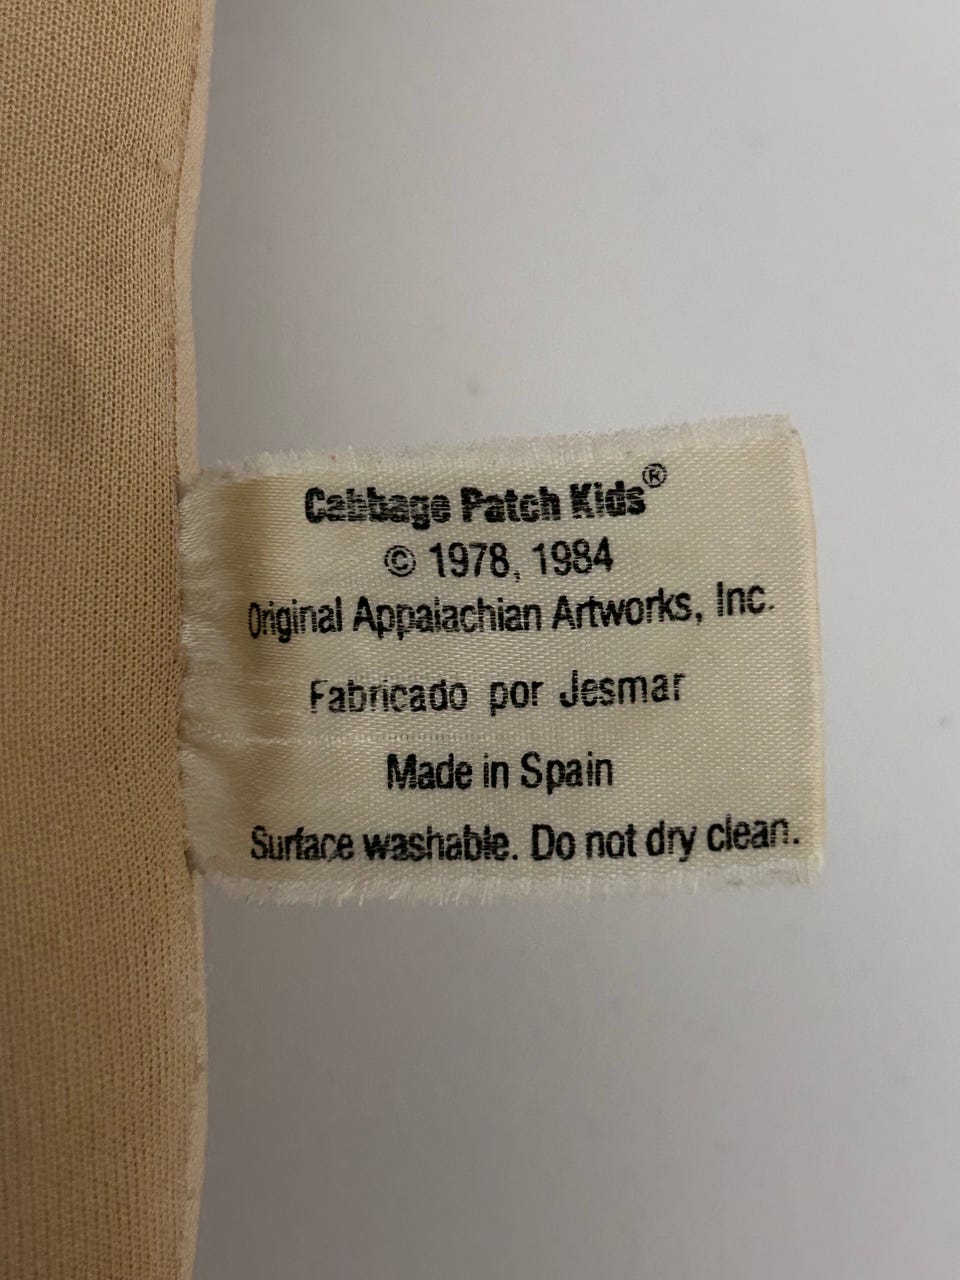 Cabbage Patch Kids®
© 1978, 1984
Original Appalachian Artworks, Inc.
Fabricado por Jesmar
Made in Spain
Surface washable. Do not dry clean.